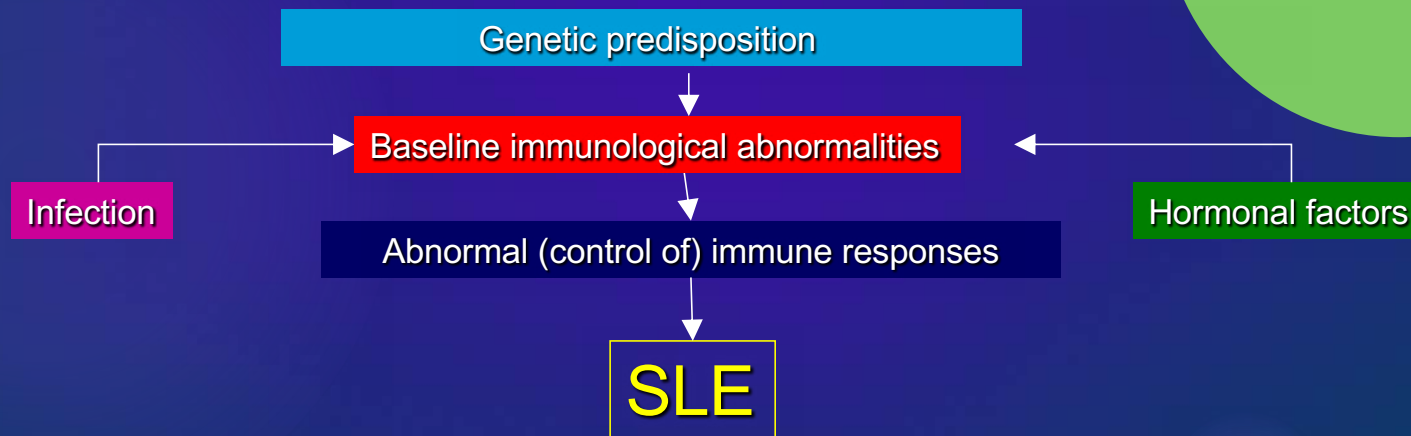 Genetic predisposition
Baseline immunological abnormalities
Infection
Hormonal factors
Abnormal (control of) immune responses
SLE